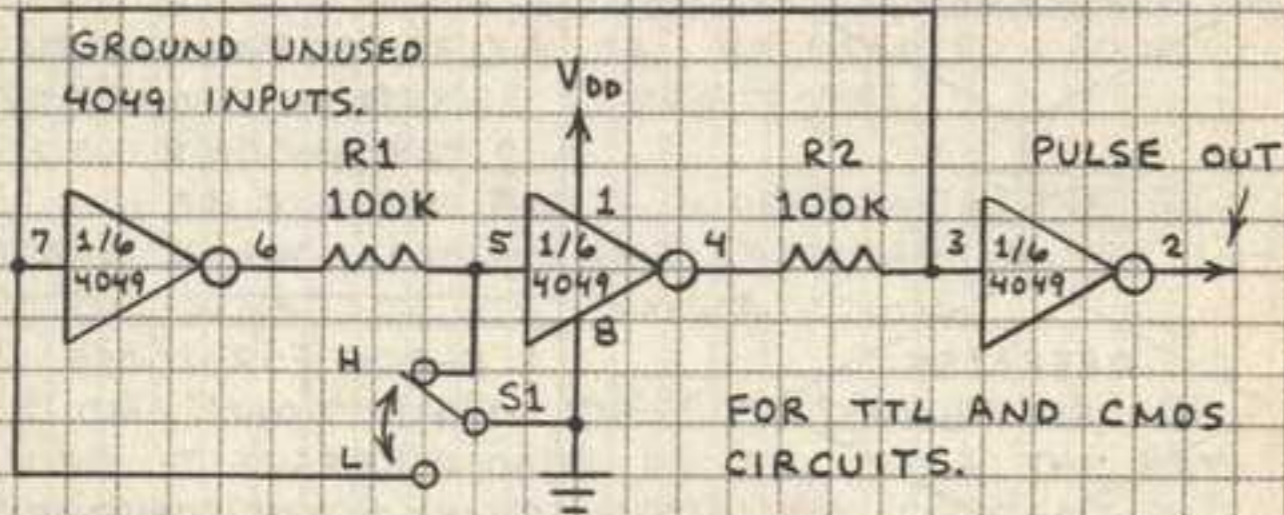 GROUND UNUSED
4049 INPUTS.
VDD
R1
100K
R2
100K
PULSE OUT
7
1/6
4049
6
5
1
1/6
4049
4
8
3
1/6
4049
2
H
S1
L
FOR TTL AND CMOS
CIRCUITS.